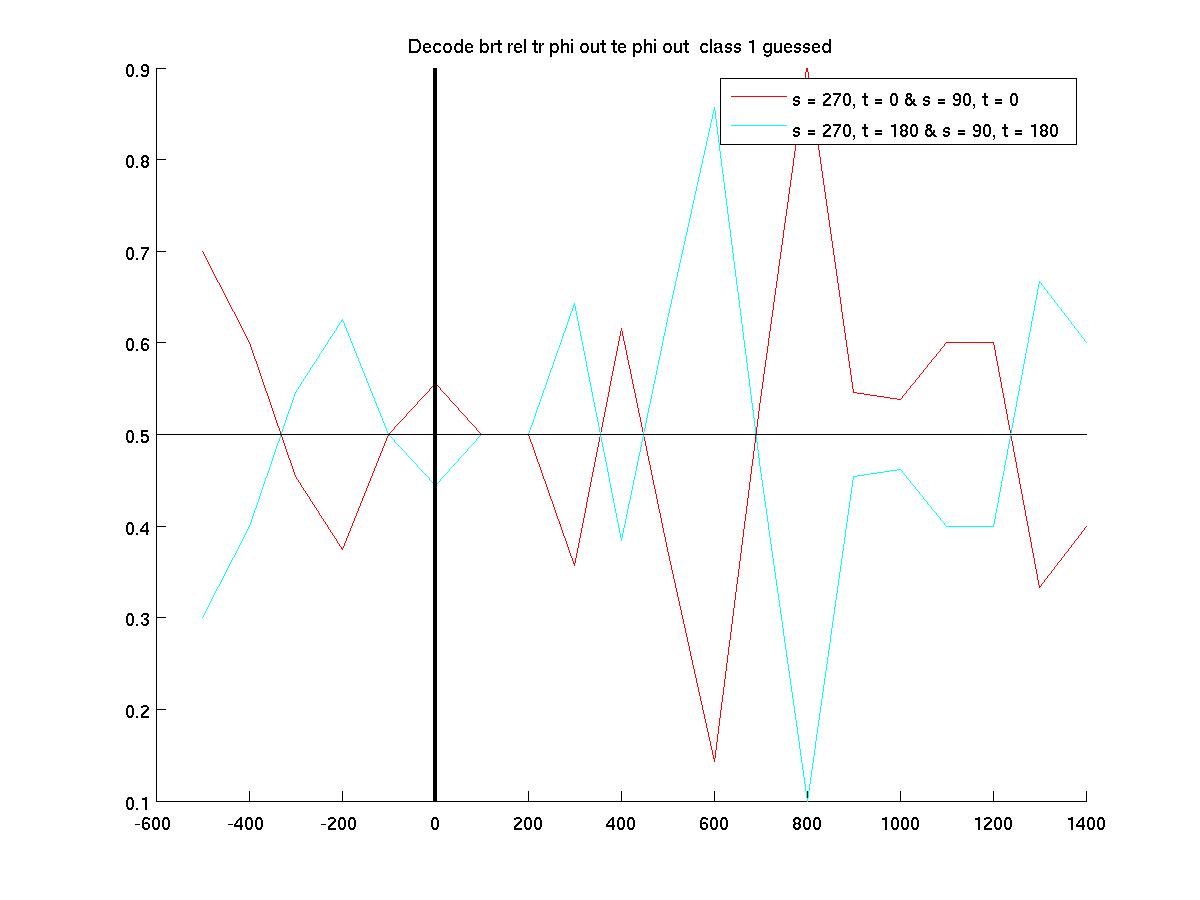 Decode brt rel tr phi out te phi out  class 1 guessed
s = 270, t = 0 & s = 90, t = 0
s = 270, t = 180 & s = 90, t = 180
0.9
0.8
0.7
0.6
0.5
0.4
0.3
0.2
0.1
-600 -400 -200 0 200 400 600 800 1000 1200 1400